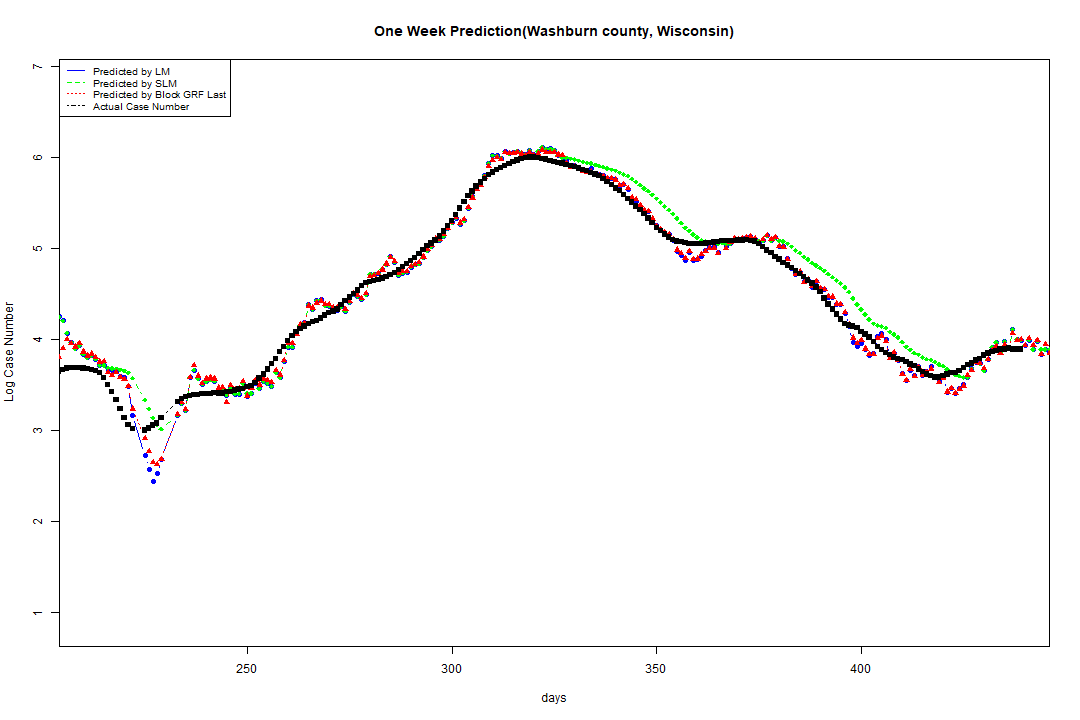 One Week Prediction(Washburn county, Wisconsin)
Predicted by LM
Predicted by SLM
Predicted by Block GRF Last
Actual Case Number
7
6
5
4
3
2
1
Log Case Number
250 300 350 400
days